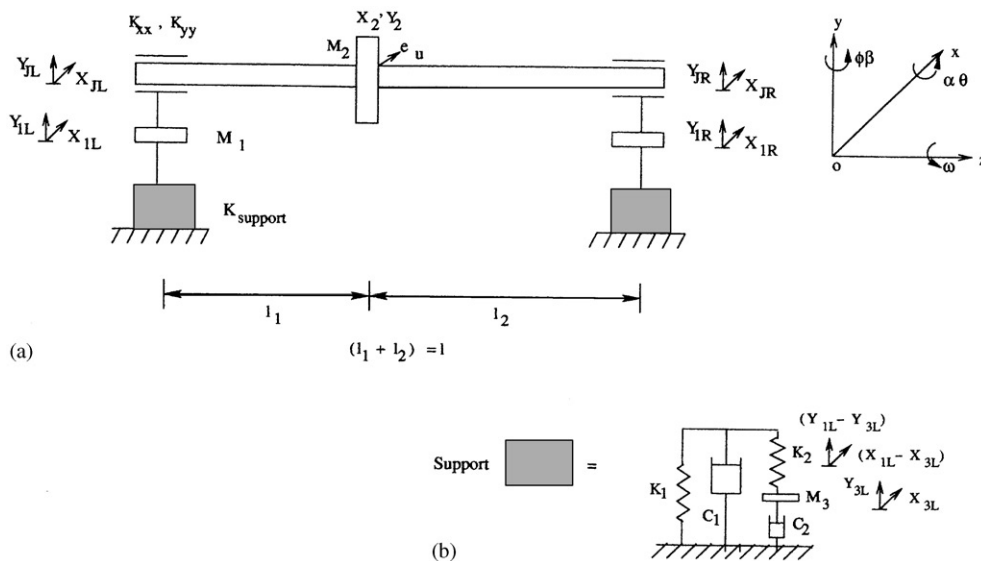 K_xx , K_yy
X_2 , Y_2
M_2
e_u
Y_JL
X_JL
Y_JR
X_JR
Y_1L
X_1L
M_1
Y_1R
X_1R
K_support
y
ϕβ
x
α θ
o
ω
z
l_1
l_2
(a)
(l_1 + l_2) = l
Support
=
K_1
C_1
K_2
M_3
C_2
(Y_1L − Y_3L)
(X_1L − X_3L)
Y_3L
X_3L
(b)